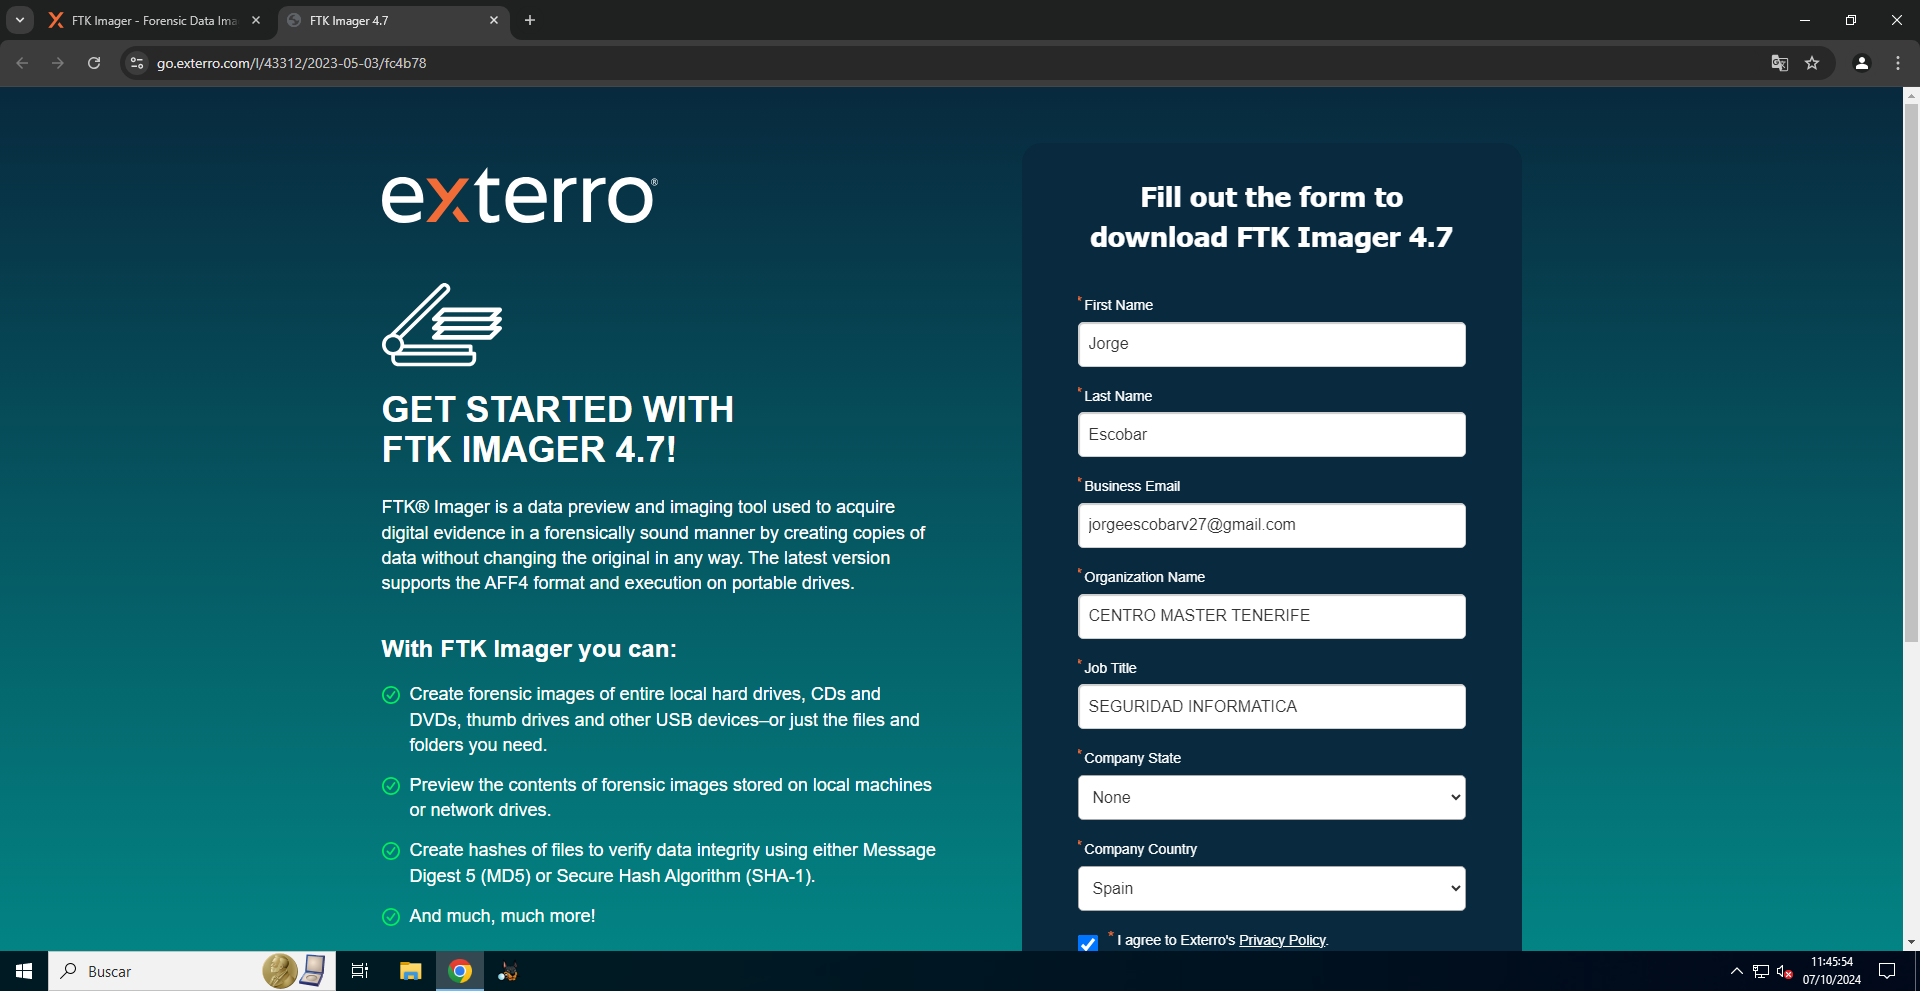 FTK Imager - Forensic Data Ima
FTK Imager 4.7
go.exterro.com/l/43312/2023-05-03/fc4b78
exterro®
GET STARTED WITH
FTK IMAGER 4.7!
FTK® Imager is a data preview and imaging tool used to acquire
digital evidence in a forensically sound manner by creating copies of
data without changing the original in any way. The latest version
supports the AFF4 format and execution on portable drives.
With FTK Imager you can:
Create forensic images of entire local hard drives, CDs and
DVDs, thumb drives and other USB devices–or just the files and
folders you need.
Preview the contents of forensic images stored on local machines
or network drives.
Create hashes of files to verify data integrity using either Message
Digest 5 (MD5) or Secure Hash Algorithm (SHA-1).
And much, much more!
Fill out the form to
download FTK Imager 4.7
*First Name
Jorge
*Last Name
Escobar
*Business Email
jorgeescobarv27@gmail.com
*Organization Name
CENTRO MASTER TENERIFE
*Job Title
SEGURIDAD INFORMATICA
*Company State
None
*Company Country
Spain
* I agree to Exterro's Privacy Policy.
Buscar
11:45:54
07/10/2024